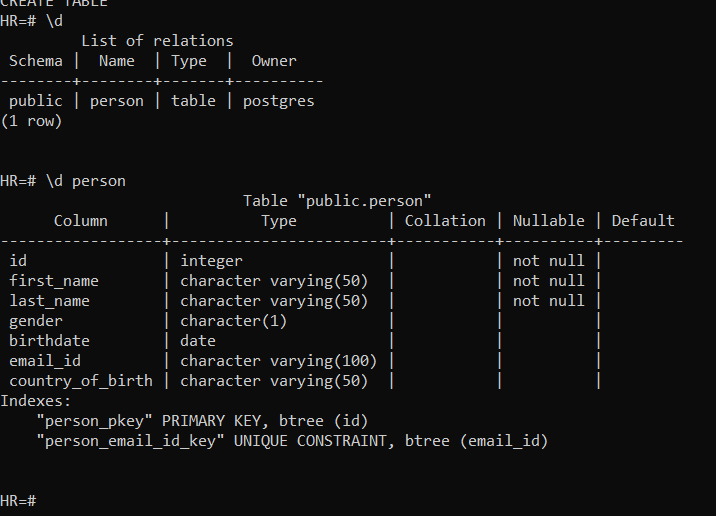 CREATE TABLE
HR=# \d
         List of relations
 Schema |  Name  | Type  |  Owner
--------+--------+-------+----------
 public | person | table | postgres
(1 row)
HR=# \d person
                          Table "public.person"
      Column      |          Type          | Collation | Nullable | Default
------------------+------------------------+-----------+----------+---------
 id               | integer                |           | not null |
 first_name       | character varying(50)  |           | not null |
 last_name        | character varying(50)  |           | not null |
 gender           | character(1)           |           |          |
 birthdate        | date                   |           |          |
 email_id         | character varying(100) |           |          |
 country_of_birth | character varying(50)  |           |          |
Indexes:
    "person_pkey" PRIMARY KEY, btree (id)
    "person_email_id_key" UNIQUE CONSTRAINT, btree (email_id)
HR=#